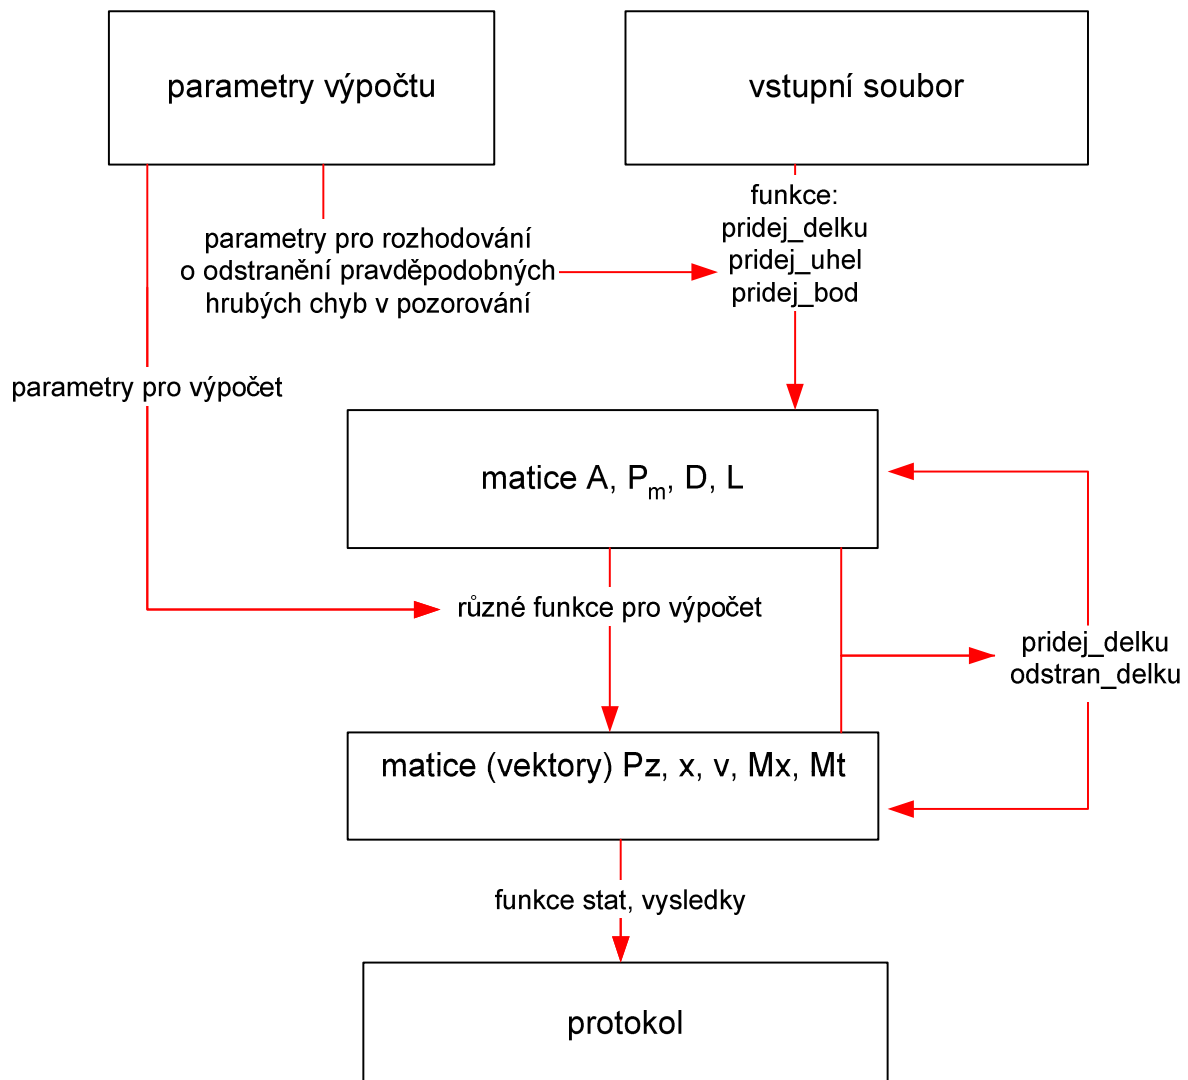 parametry výpočtu
vstupní soubor
funkce:
pridej_delku
pridej_uhel
pridej_bod
parametry pro rozhodování
o odstranění pravděpodobných
hrubých chyb v pozorování
parametry pro výpočet
matice A, Pm, D, L
různé funkce pro výpočet
pridej_delku
odstran_delku
matice (vektory) Pz, x, v, Mx, Mt
funkce stat, vysledky
protokol